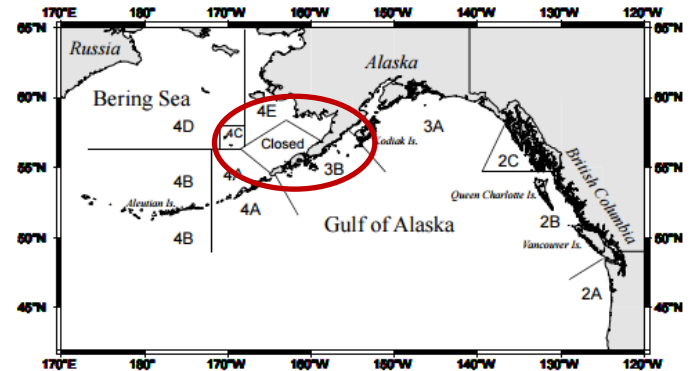 170°E 180° 170°W 160°W 150°W 140°W 130°W 120°W
65°N 65°N
Russia
Alaska
60°N 60°N
Bering Sea
4E
3A
4D
4C
Closed
Kodiak Is.
2C
55°N 55°N
4B
4A
3B
British Columbia
Aleutian Is.
4A
Queen Charlotte Is.
2B
Gulf of Alaska
50°N 50°N
4B
Vancouver Is.
2A
45°N 45°N
170°E 180° 170°W 160°W 150°W 140°W 130°W 120°W